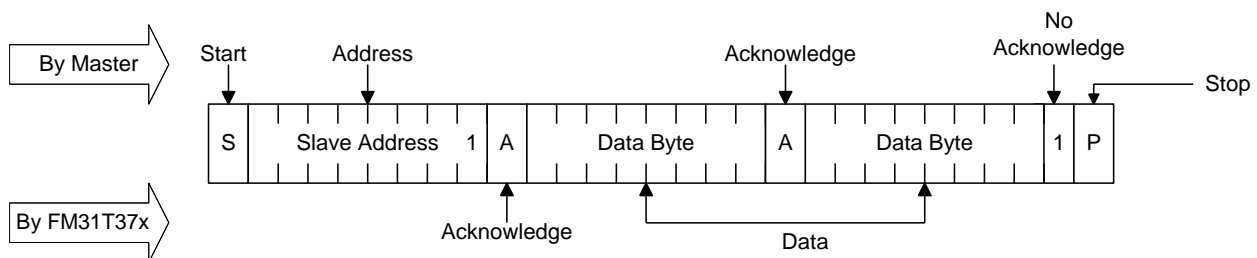 No
Acknowledge
By Master
Start
Address
Acknowledge
Stop
S
Slave Address 1
A
Data Byte
A
Data Byte
1
P
By FM31T37x
Acknowledge
Data